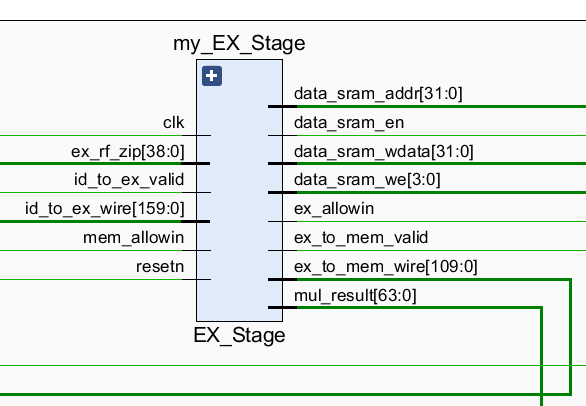 my_EX_Stage
data_sram_addr[31:0]
clk
data_sram_en
ex_rf_zip[38:0]
data_sram_wdata[31:0]
id_to_ex_valid
data_sram_we[3:0]
id_to_ex_wire[159:0]
ex_allowin
mem_allowin
ex_to_mem_valid
resetn
ex_to_mem_wire[109:0]
mul_result[63:0]
EX_Stage